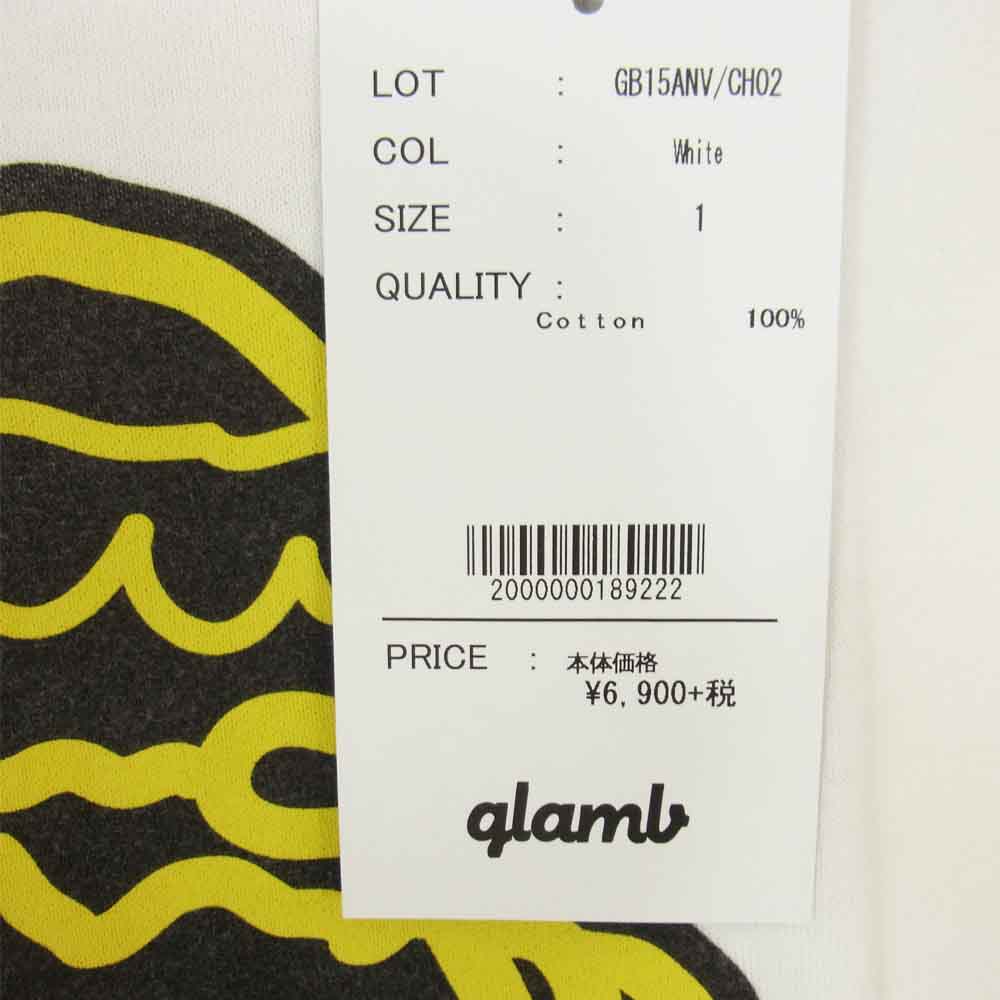 LOT : GB15ANV/CH02
COL : White
SIZE : 1
QUALITY :
Cotton 100%
2000000189222
PRICE : 本体価格
¥6,900+税
glamb